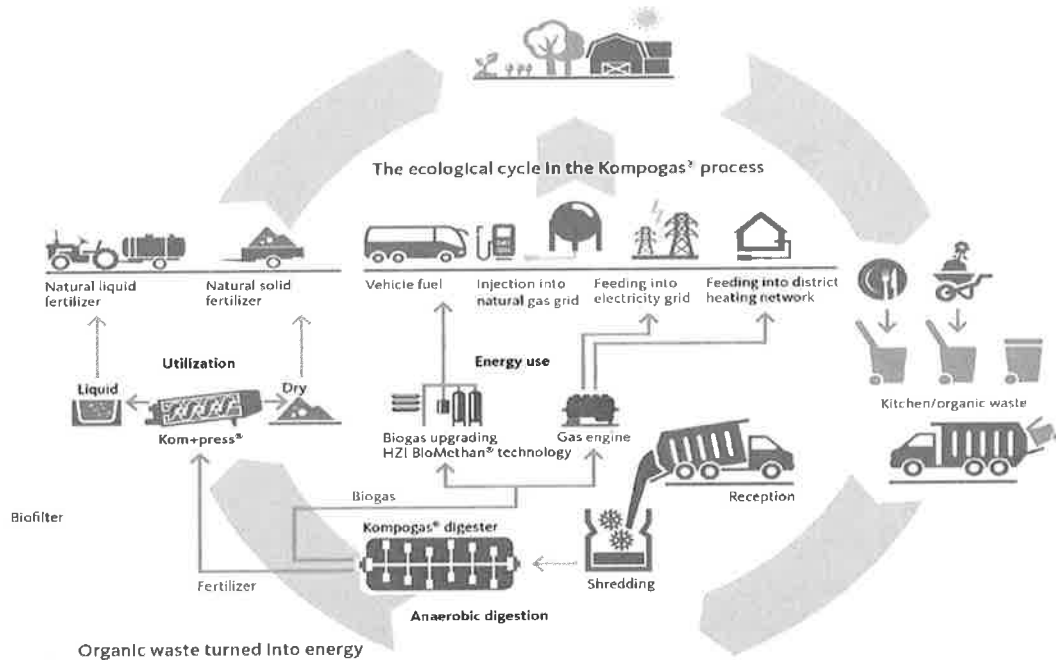 The ecological cycle in the Kompogas® process
Natural liquid
fertilizer
Natural solid
fertilizer
Vehicle fuel
Injection into
natural gas grid
Feeding into
electricity grid
Feeding into district
heating network
Utilization
Energy use
Liquid
Dry
Kom+press®
Biogas upgrading
HZI BioMethan® technology
Gas engine
Kitchen/organic waste
Reception
Biogas
Biofilter
Kompogas® digester
Shredding
Fertilizer
Anaerobic digestion
Organic waste turned into energy